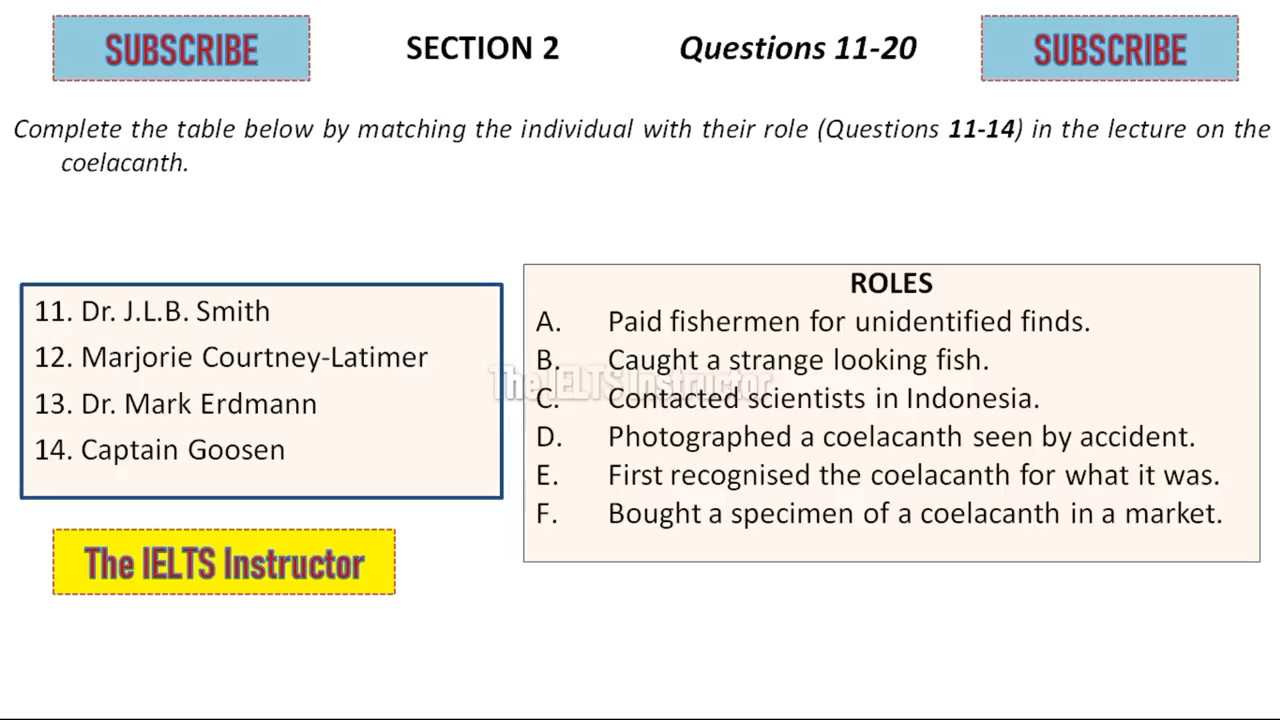 SUBSCRIBE
SECTION 2
Questions 11-20
SUBSCRIBE
Complete the table below by matching the individual with their role (Questions 11-14) in the lecture on the
coelacanth.
11. Dr. J.L.B. Smith
12. Marjorie Courtney-Latimer
13. Dr. Mark Erdmann
14. Captain Goosen
ROLES
A. Paid fishermen for unidentified finds.
B. Caught a strange looking fish.
C. Contacted scientists in Indonesia.
D. Photographed a coelacanth seen by accident.
E. First recognised the coelacanth for what it was.
F. Bought a specimen of a coelacanth in a market.
The IELTS Instructor
The IELTS Instructor